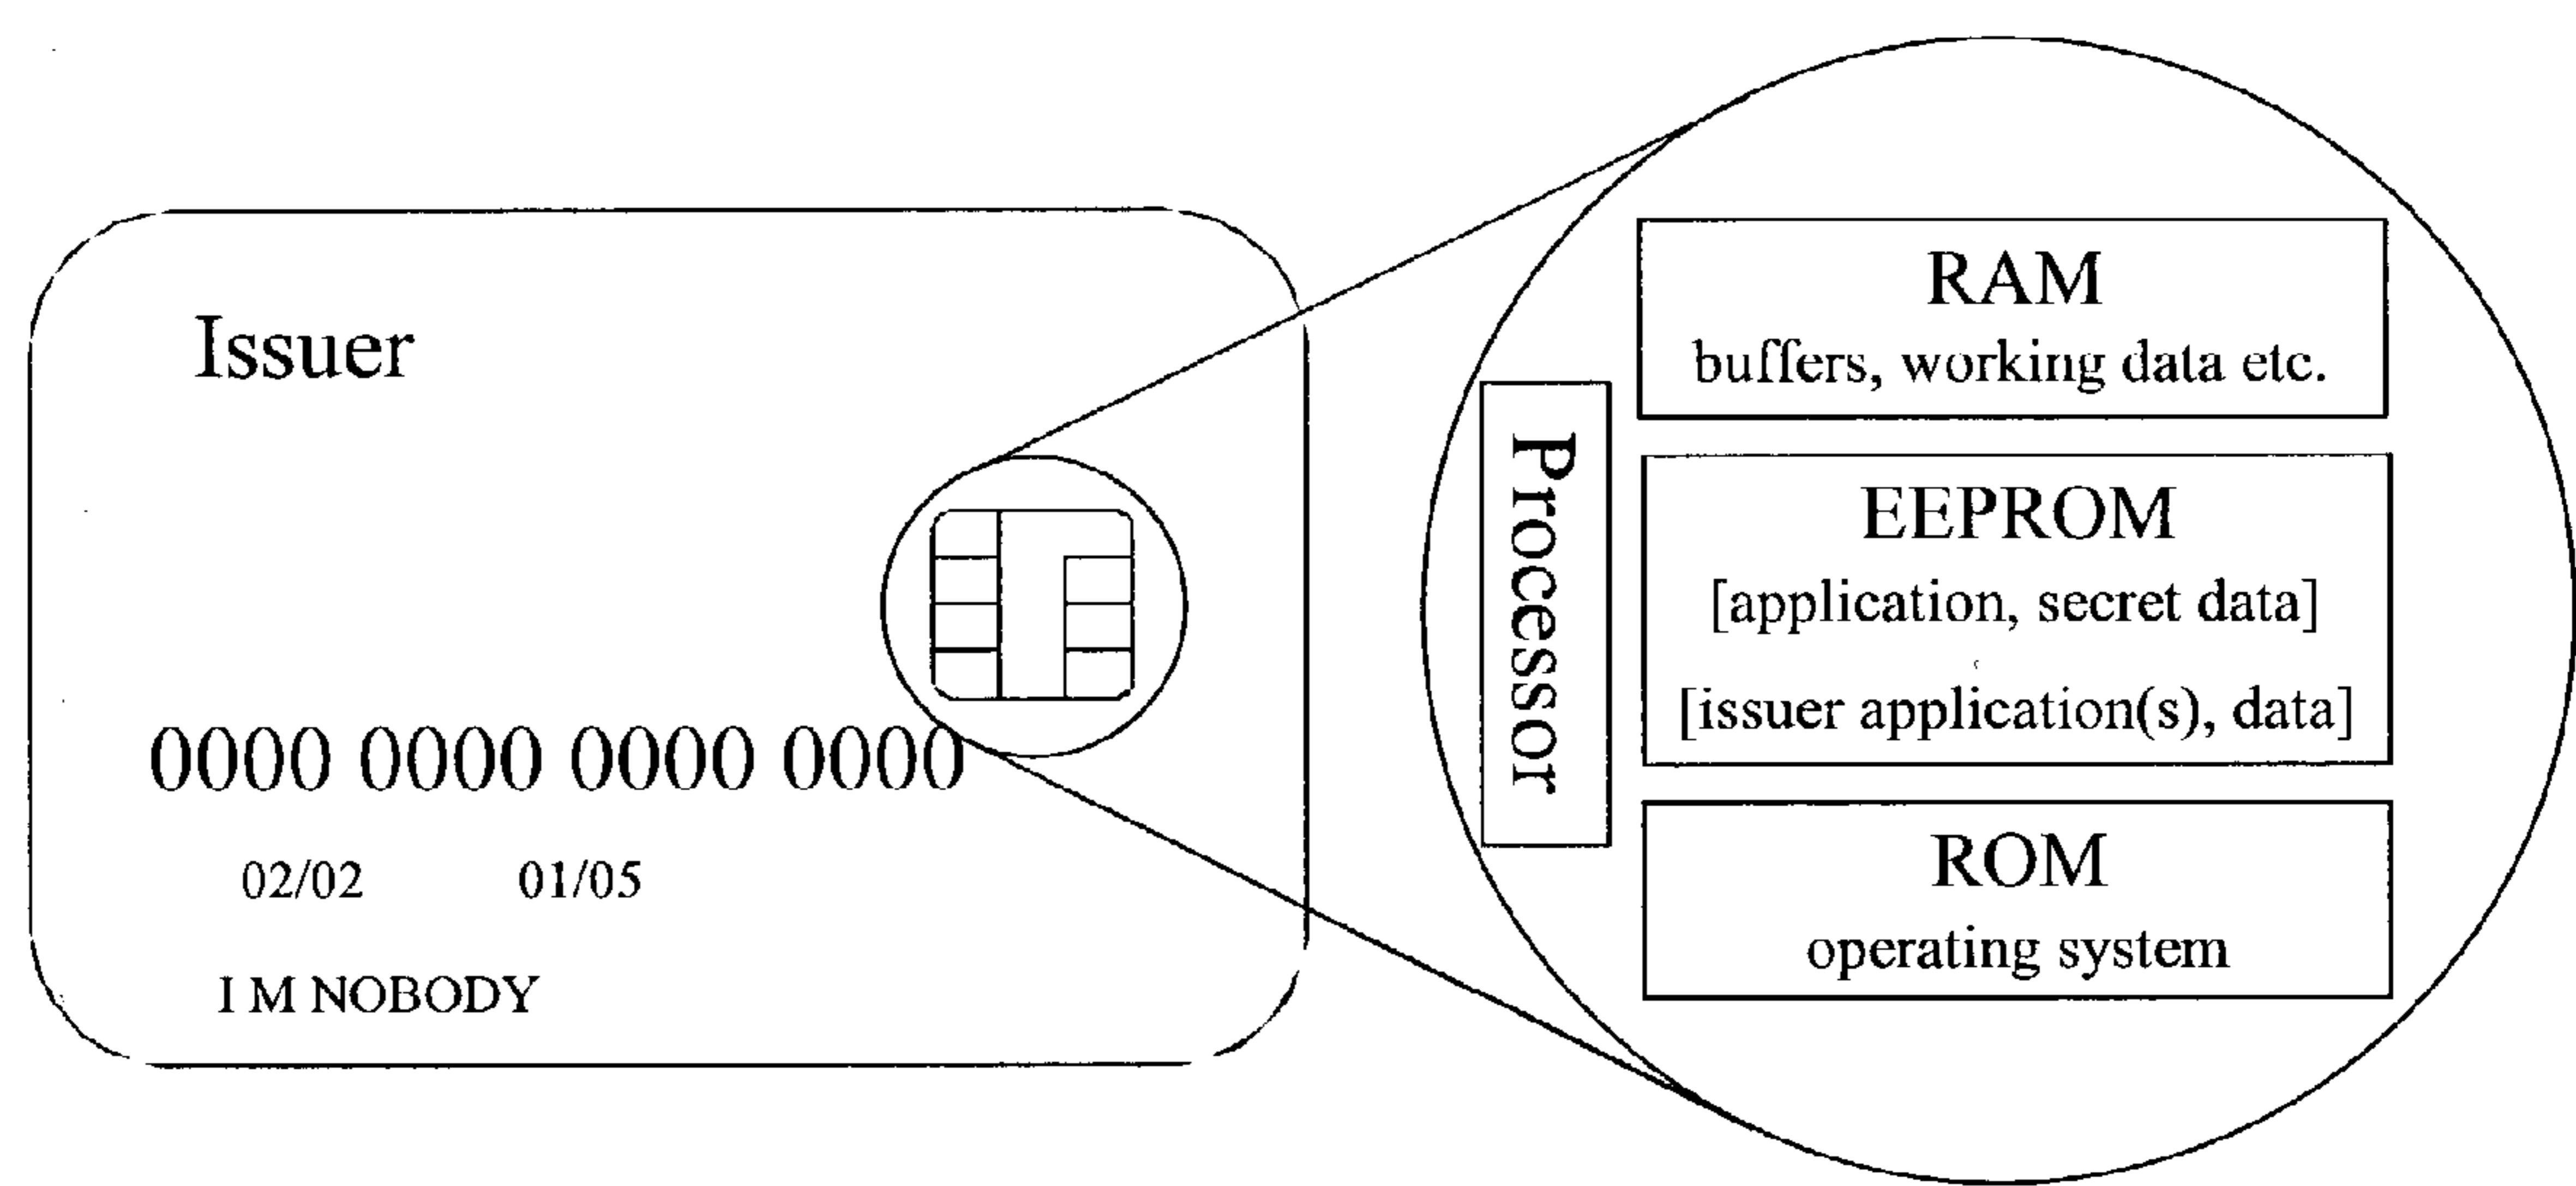 Issuer
0000 0000 0000 0000
02/02 01/05
I M NOBODY
Processor
RAM
buffers, working data etc.
EEPROM
[application, secret data]
[issuer application(s), data]
ROM
operating system